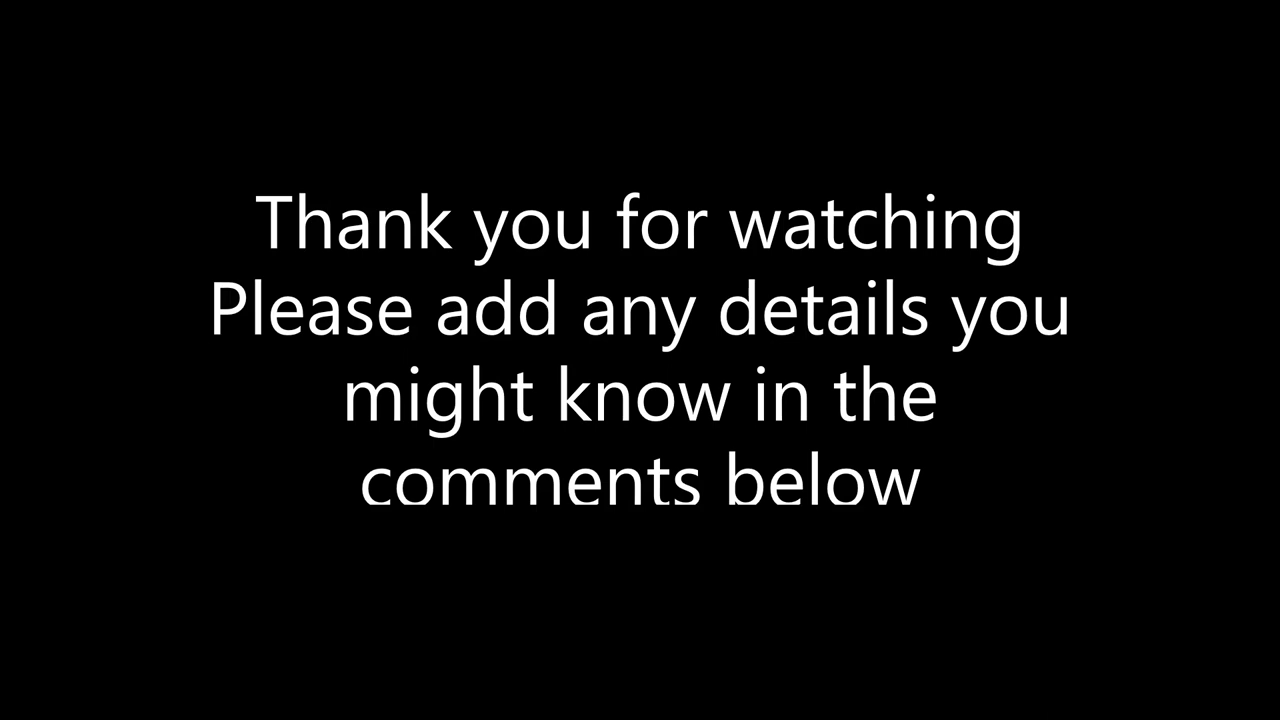 Thank you for watching
Please add any details you
might know in the
comments below